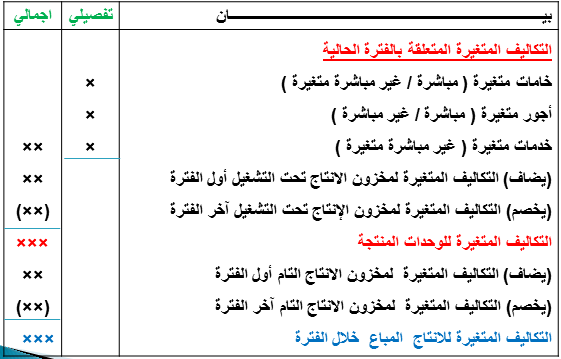 بيـــــــــــــــــــــــــــــــــــان تفصيلي اجمالي
التكاليف المتغيرة المتعلقة بالفترة الحالية
خامات متغيرة ( مباشرة / غير مباشرة متغيرة ) ×
أجور متغيرة ( مباشرة / غير مباشرة ) ×
خدمات متغيرة ( غير مباشرة متغيرة ) × ××
(يضاف) التكاليف المتغيرة لمخزون الانتاج تحت التشغيل أول الفترة ××
(يخصم) التكاليف المتغيرة لمخزون الإنتاج تحت التشغيل آخر الفترة (××)
التكاليف المتغيرة للوحدات المنتجة ×××
(يضاف) التكاليف المتغيرة لمخزون الانتاج التام أول الفترة ××
(يخصم) التكاليف المتغيرة لمخزون الانتاج التام آخر الفترة (××)
التكاليف المتغيرة للانتاج المباع خلال الفترة ×××